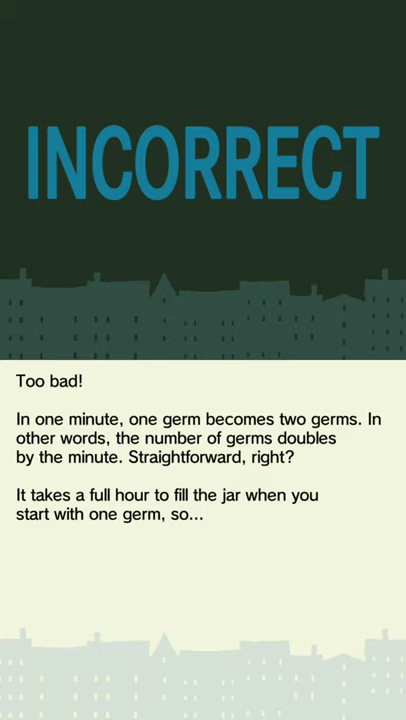 INCORRECT
Too bad!
In one minute, one germ becomes two germs. In
other words, the number of germs doubles
by the minute. Straightforward, right?
It takes a full hour to fill the jar when you
start with one germ, so...